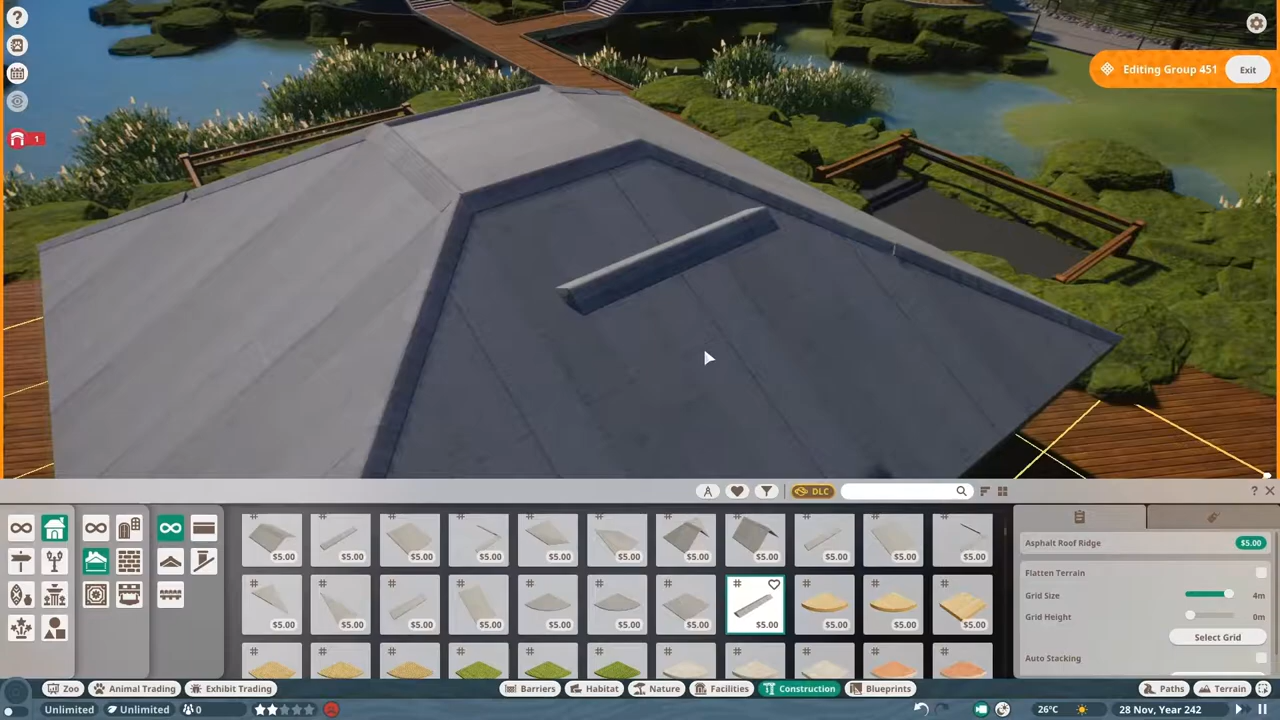 ?
Editing Group 451 Exit
1
DLC
? ×
$5.00 $5.00 $5.00 $5.00 $5.00 $5.00 $5.00 $5.00 $5.00 $5.00 $5.00
$5.00 $5.00 $5.00 $5.00 $5.00 $5.00 $5.00 $5.00 $5.00 $5.00 $5.00
Asphalt Roof Ridge $5.00
Flatten Terrain
Grid Size 4m
Grid Height 0m
Select Grid
Auto Stacking
Zoo Animal Trading Exhibit Trading Barriers Habitat Nature Facilities Construction Blueprints Paths Terrain
Unlimited Unlimited 0 26°C 28 Nov, Year 242